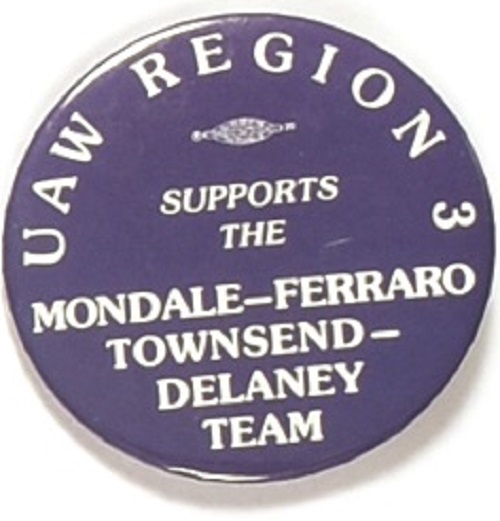 UAW REGION 3
SUPPORTS
THE
MONDALE–FERRARO
TOWNSEND–
DELANEY
TEAM